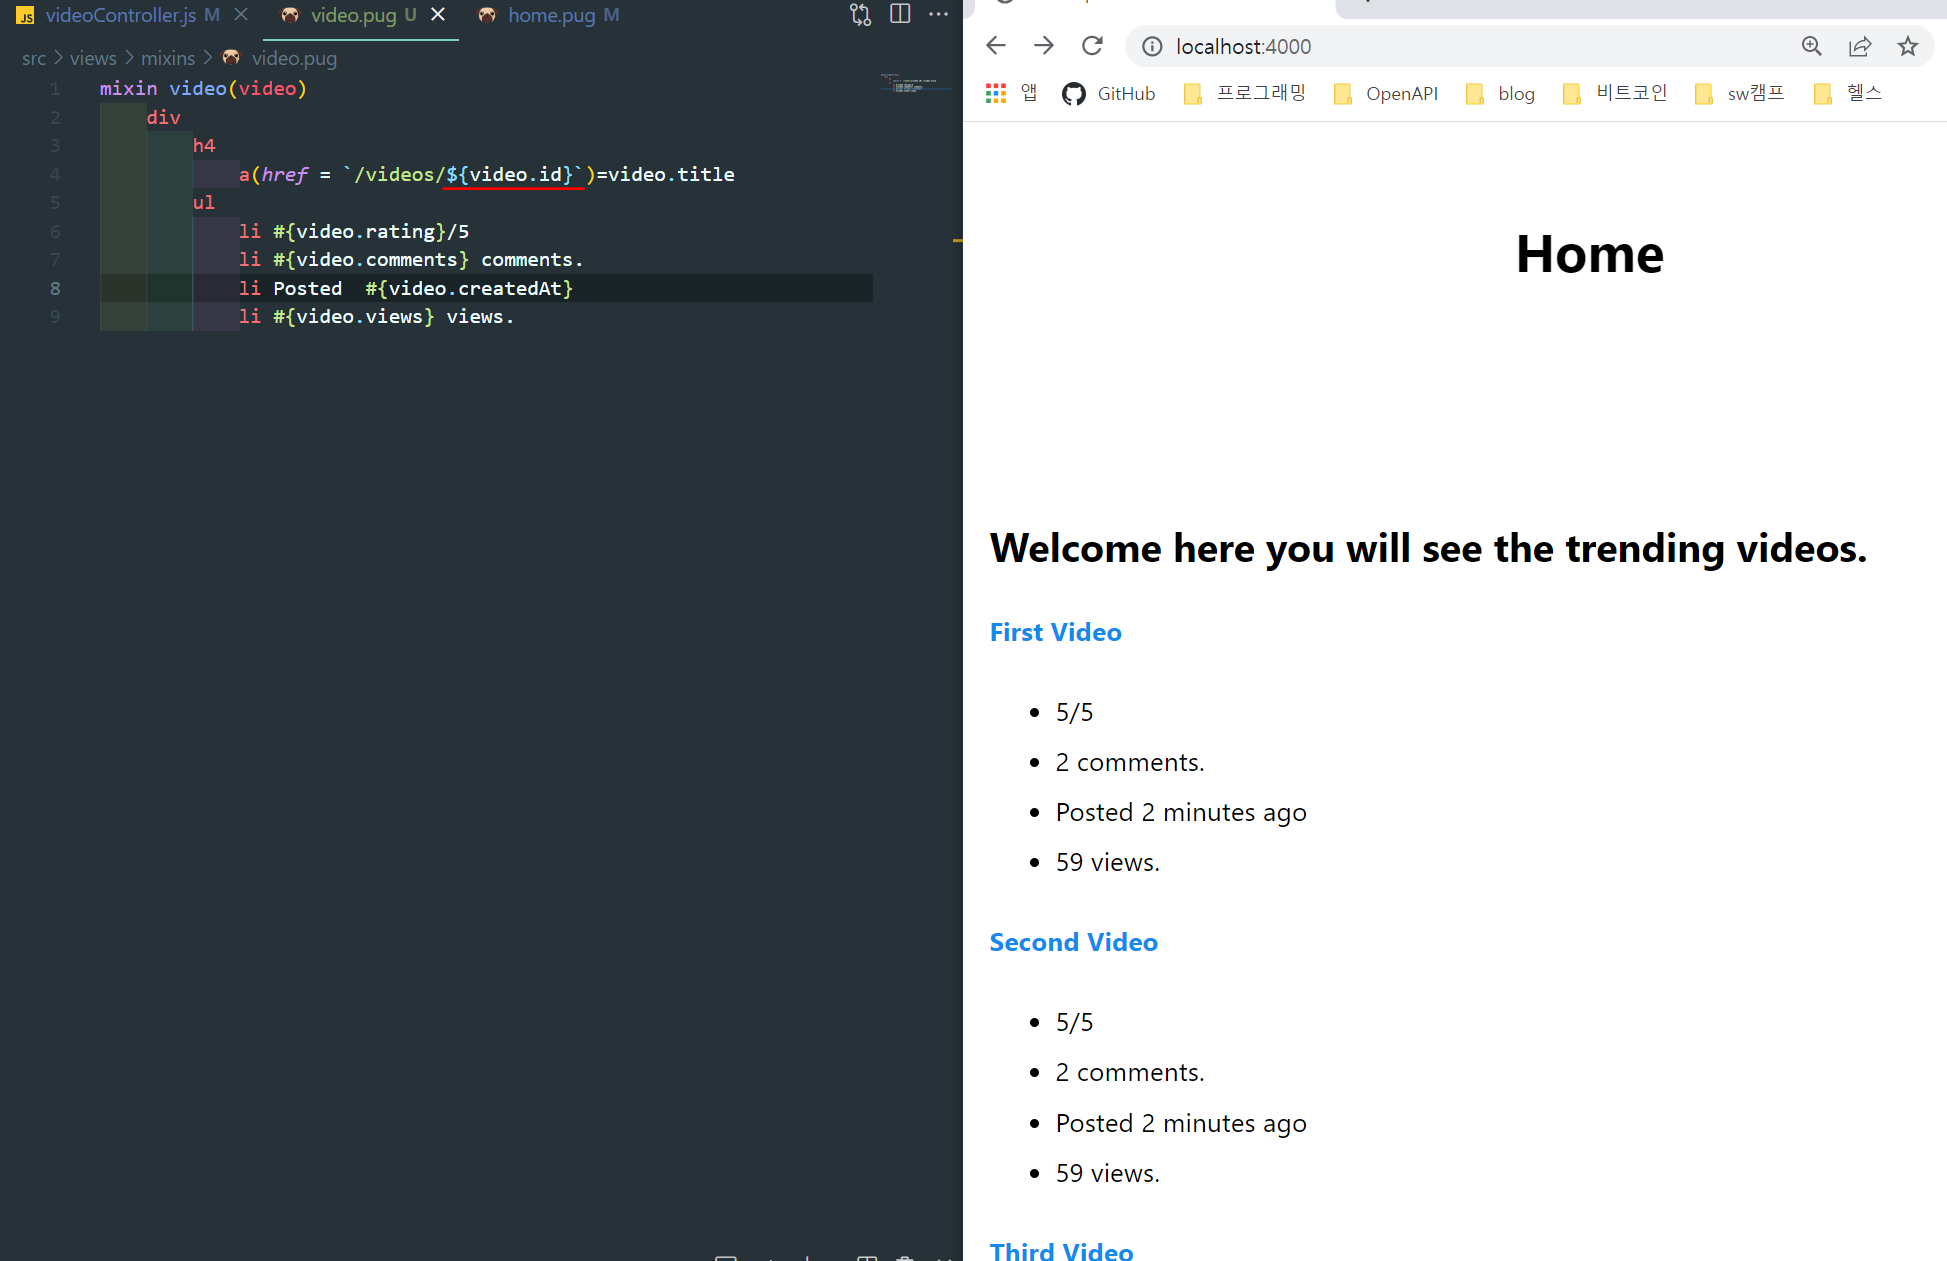 JS videoController.js M
video.pug U
home.pug M
src > views > mixins > video.pug
1 mixin video(video)
2 div
3 h4
4 a(href = `/videos/${video.id}`)=video.title
5 ul
6 li #{video.rating}/5
7 li #{video.comments} comments.
8 li Posted  #{video.createdAt}
9 li #{video.views} views.
localhost:4000
앱 GitHub 프로그래밍 OpenAPI blog 비트코인 sw캠프 헬스
Home
Welcome here you will see the trending videos.
First Video
• 5/5
• 2 comments.
• Posted 2 minutes ago
• 59 views.
Second Video
• 5/5
• 2 comments.
• Posted 2 minutes ago
• 59 views.
Third Video